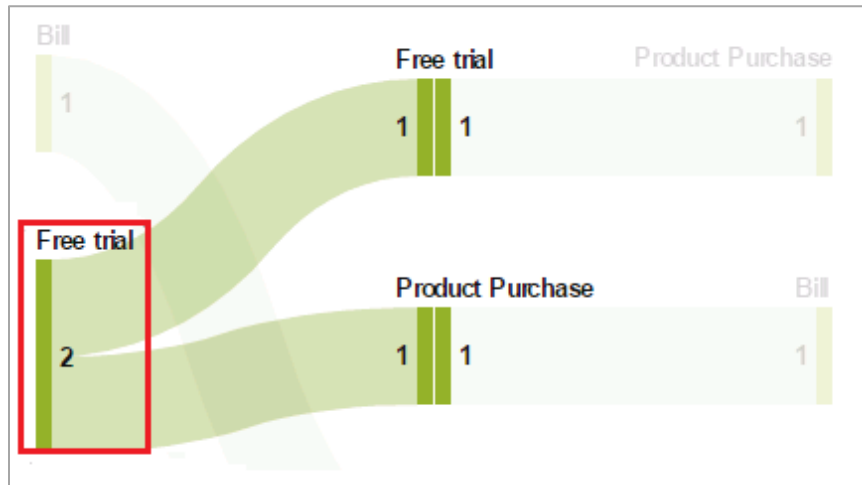 Bill
1
Free trial
Product Purchase
1 1
1
Free trial
2
Product Purchase
Bill
1 1
1